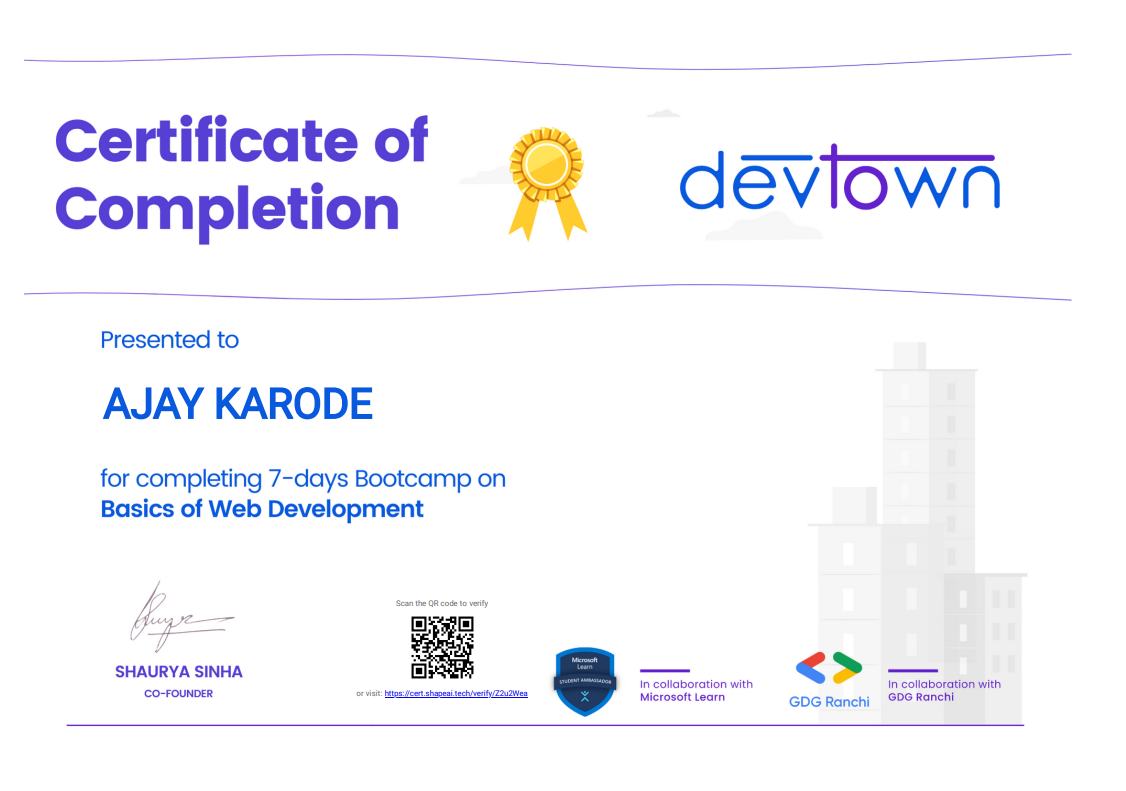 Certificate of
Completion
devtown
Presented to
AJAY KARODE
for completing 7-days Bootcamp on
Basics of Web Development
Scan the QR code to verify
SHAURYA SINHA
CO-FOUNDER
or visit: https://cert.shapeai.tech/verify/Z2u2Wea
Microsoft
Learn
STUDENT AMBASSADOR
In collaboration with
Microsoft Learn
GDG Ranchi
In collaboration with
GDG Ranchi